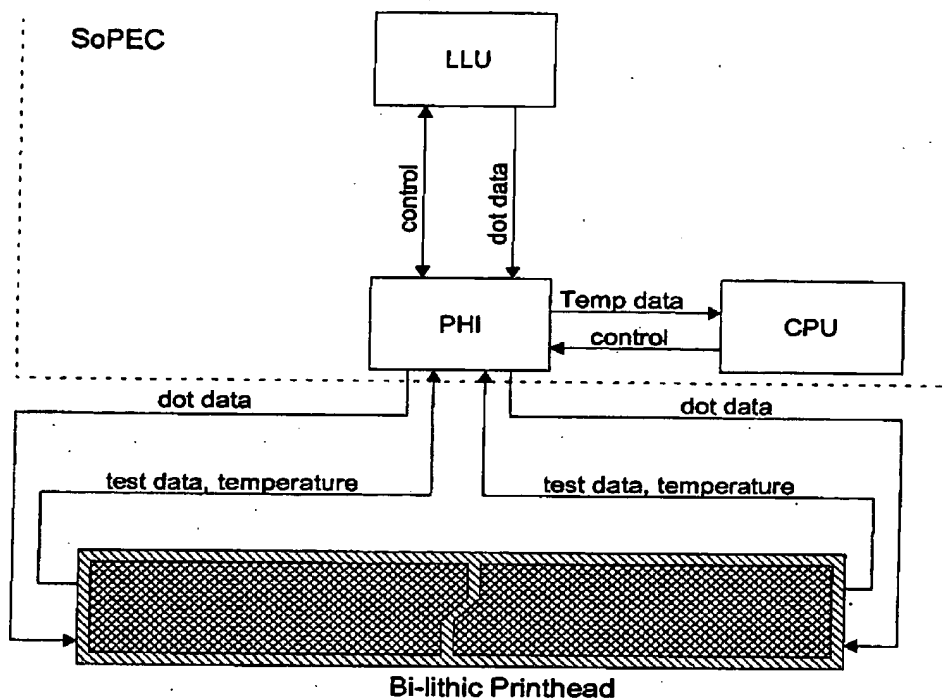 SoPEC
LLU
control
dot data
PHI
Temp data
control
CPU
dot data
dot data
test data, temperature
test data, temperature
Bi-lithic Printhead